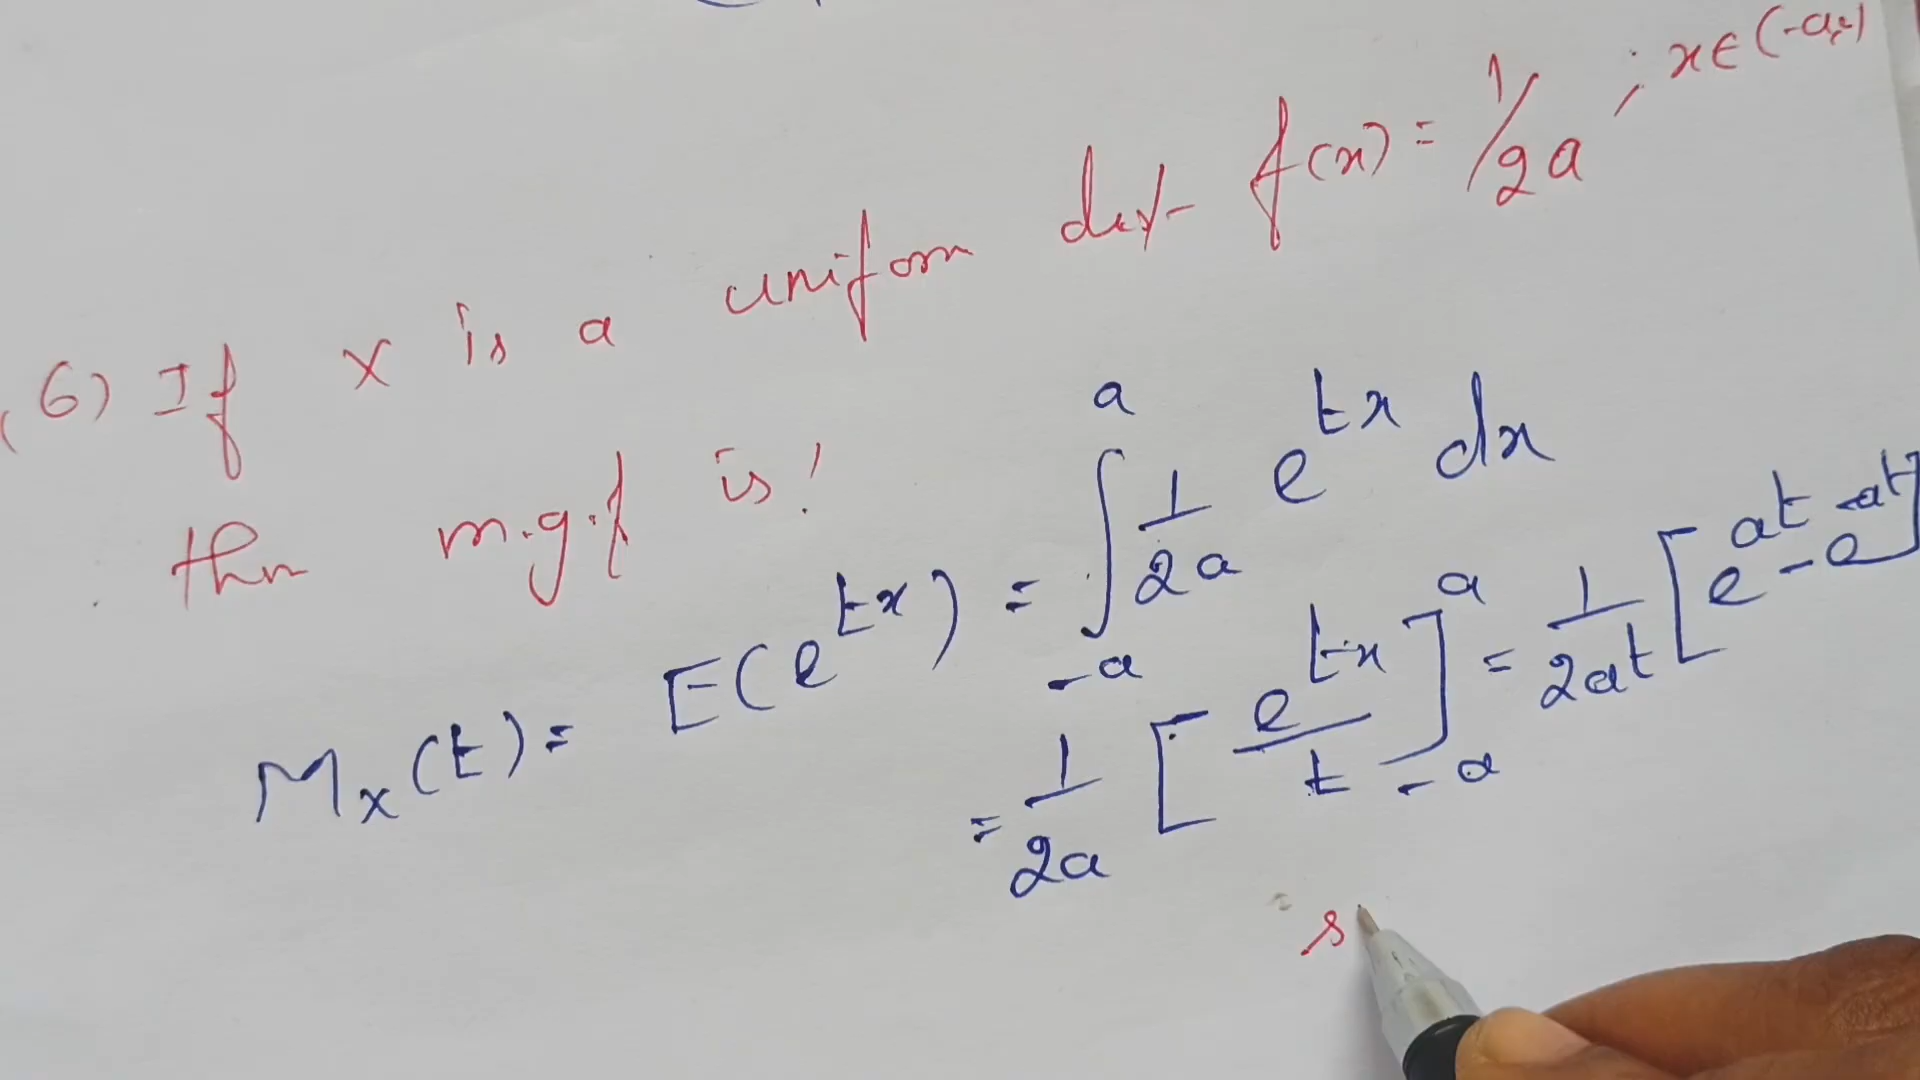 6) If X is a uniform dist f(x) = 1/2a ; x∈(-a,a)
then m.g.f is!
Mx(t) = E(e^tx) = ∫_-a^a 1/2a e^tx dx
= 1/2a [e^tx/t]_-a^a = 1/2at [e^at - e^-at]
s